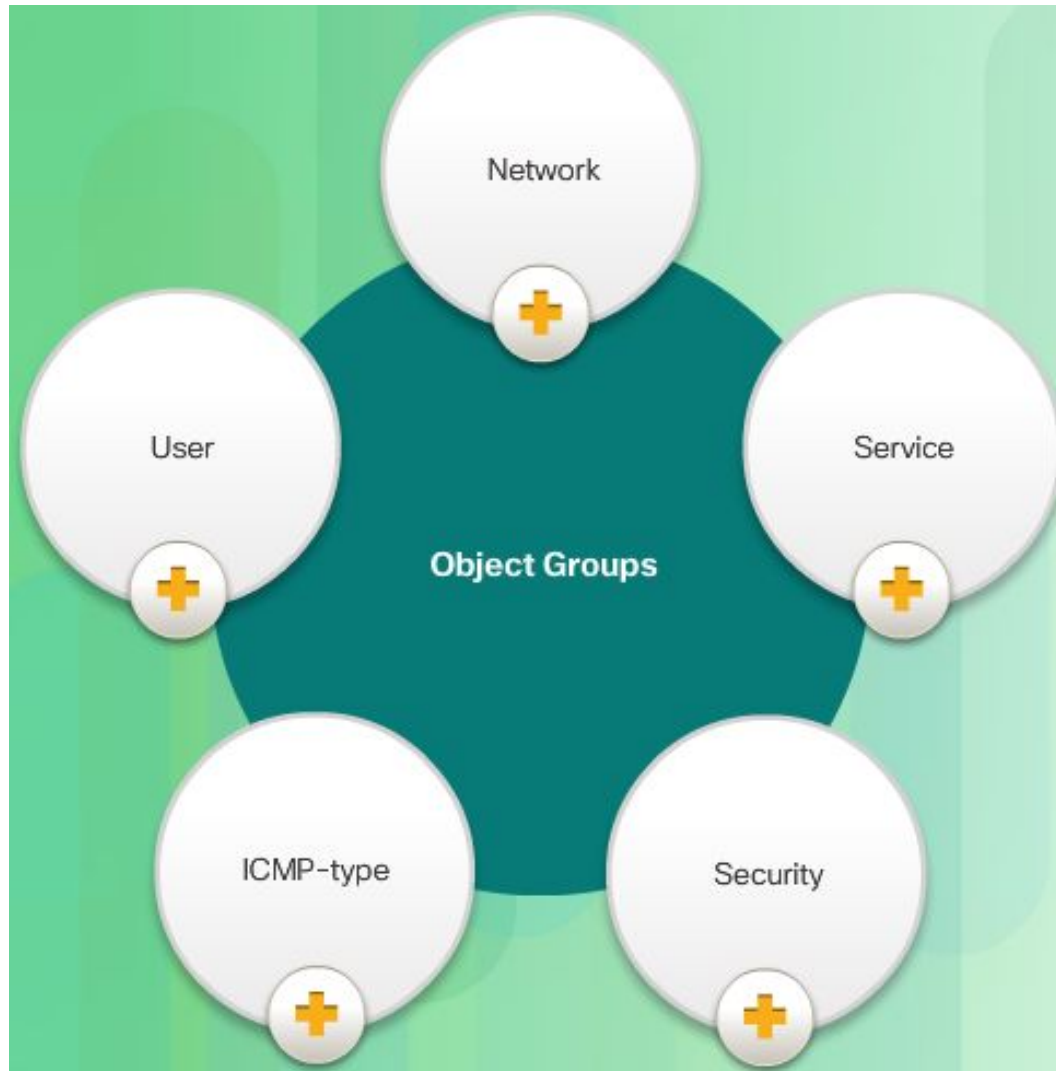 Network
User
Service
Object Groups
ICMP-type
Security